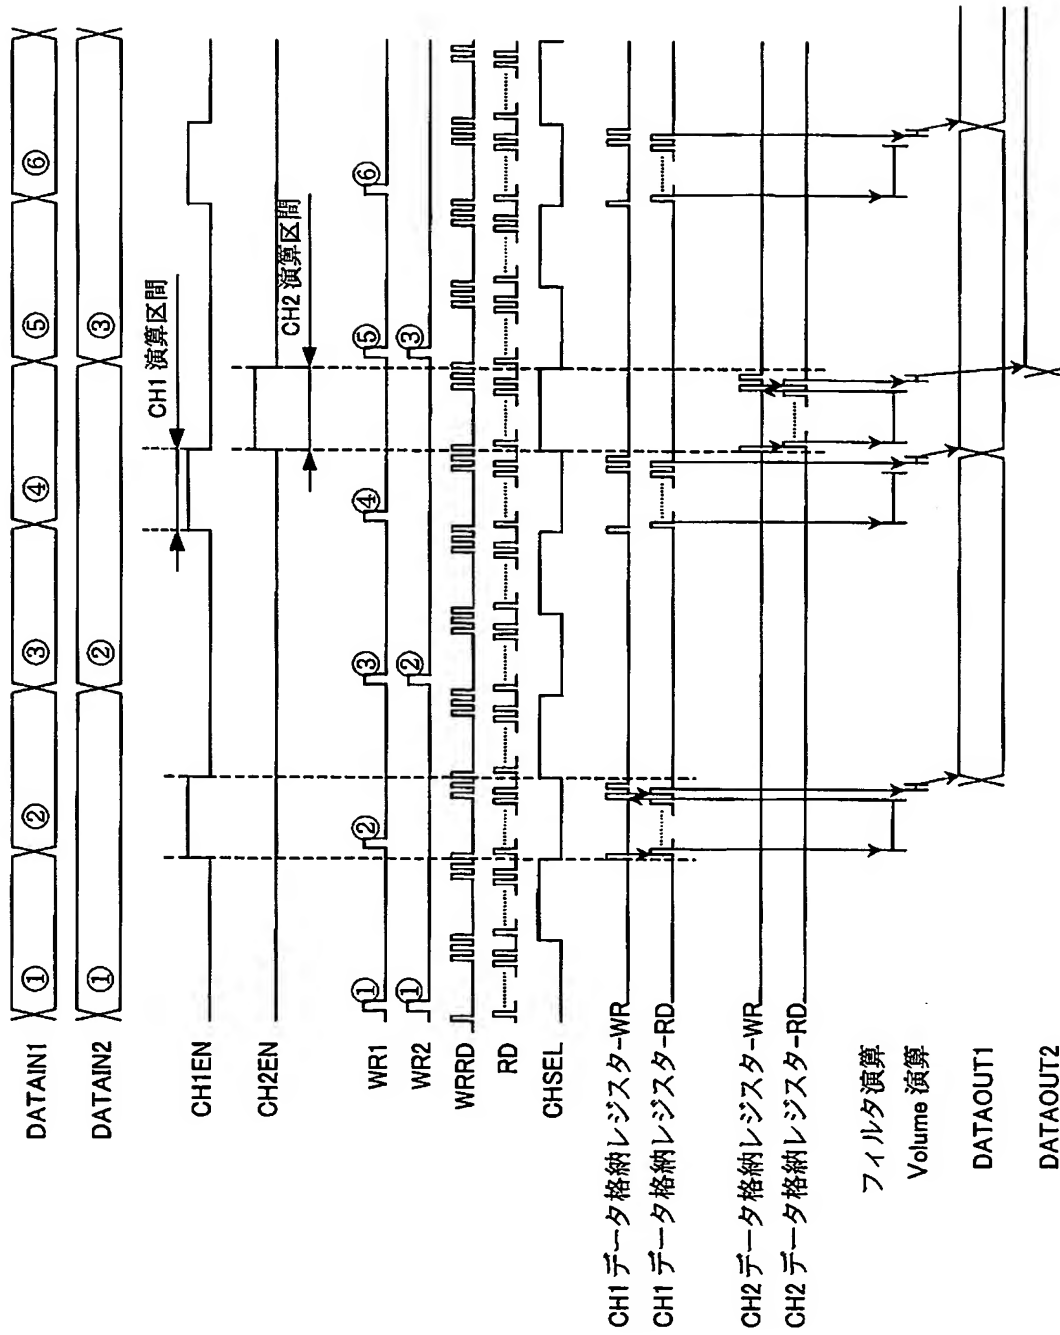 DATAIN1 ① ② ③ ④ ⑤ ⑥
DATAIN2 ① ② ③
CH1 演算区間
CH1EN
CH2EN
CH2 演算区間
WR1 ① ② ③ ④ ⑤ ⑥
WR2 ① ② ③
WRRD
RD
CHSEL
CH1 データ格納レジスター-WR
CH1 データ格納レジスター-RD
CH2 データ格納レジスター-WR
CH2 データ格納レジスター-RD
フィルタ演算
Volume 演算
DATAOUT1
DATAOUT2